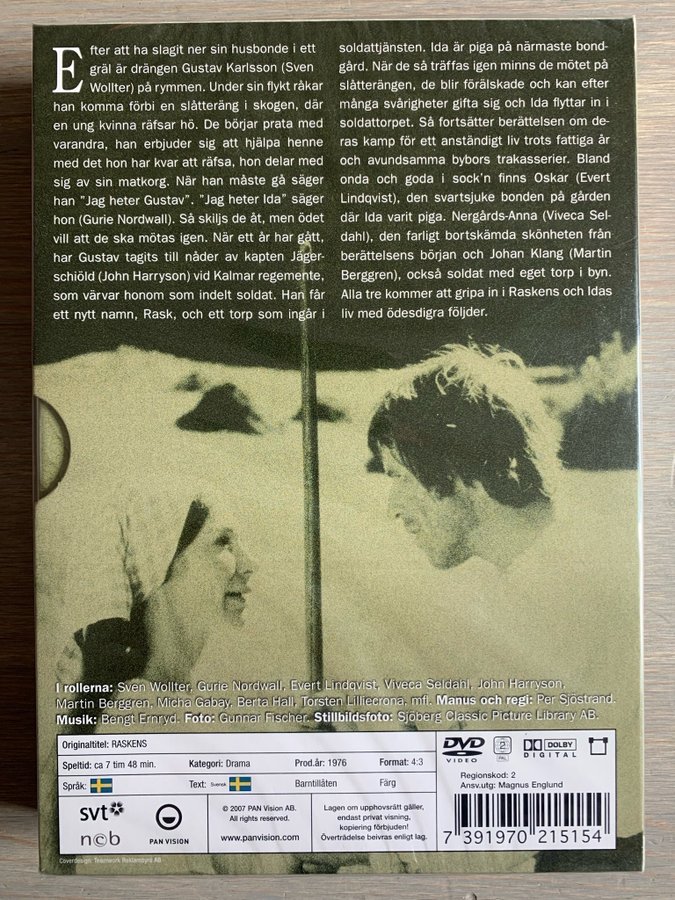 Efter att ha slagit ner sin husbonde i ett
gräl är drängen Gustav Karlsson (Sven
Wollter) på rymmen. Under sin flykt råkar
han komma förbi en slåtteräng i skogen, där
en ung kvinna räfsar hö. De börjar prata med
varandra, han erbjuder sig att hjälpa henne
med det hon har kvar att räfsa, hon delar med
sig av sin matkorg. När han måste gå säger
han "Jag heter Gustav". "Jag heter Ida" säger
hon (Gurie Nordwall). Så skiljs de åt, men ödet
vill att de ska mötas igen. När ett år har gått,
har Gustav tagits till nåder av kapten Jäger-
schiöld (John Harryson) vid Kalmar regemente,
som värvar honom som indelt soldat. Han får
ett nytt namn, Rask, och ett torp som ingår i
soldattjänsten. Ida är piga på närmaste bond-
gård. När de så träffas igen minns de mötet på
slåtterängen, de blir förälskade och kan efter
många svårigheter gifta sig och Ida flyttar in i
soldattorpet. Så fortsätter berättelsen om de-
ras kamp för ett anständigt liv trots fattiga år
och avundsamma bybors trakasserier. Bland
onda och goda i sock'n finns Oskar (Evert
Lindqvist), den svartsjuke bonden på gården
där Ida varit piga. Nergårds-Anna (Viveca Sel-
dahl), den farligt bortskämda skönheten från
berättelsens början och Johan Klang (Martin
Berggren), också soldat med eget torp i byn.
Alla tre kommer att gripa in i Raskens och Idas
liv med ödesdigra följder.
I rollerna: Sven Wollter, Gurie Nordwall, Evert Lindqvist, Viveca Seldahl, John Harryson,
Martin Berggren, Micha Gabay, Berta Hall, Torsten Lilliecrona, mfl. Manus och regi: Per Sjöstrand.
Musik: Bengt Ernryd. Foto: Gunnar Fischer. Stillbildsfoto: Sjöberg Classic Picture Library AB.
Originaltitel: RASKENS
Speltid: ca 7 tim 48 min. Kategori: Drama Prod.år: 1976 Format: 4:3
Språk: Text: Svensk Barntillåten Färg
DVD VIDEO
2 PAL
DOLBY DIGITAL
Regionskod: 2
Ansv.utg: Magnus Englund
svt
ncb
PAN VISION
© 2007 PAN Vision AB.
All rights reserved.
www.panvision.com
Lagen om upphovsrätt gäller,
endast privat visning,
kopiering förbjuden!
Överträdelse beivras enligt lag.
7 391970 215154
Coverdesign: Teamwork Reklambyrå AB